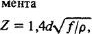 мента
Z = 1,4d√f/ρ,